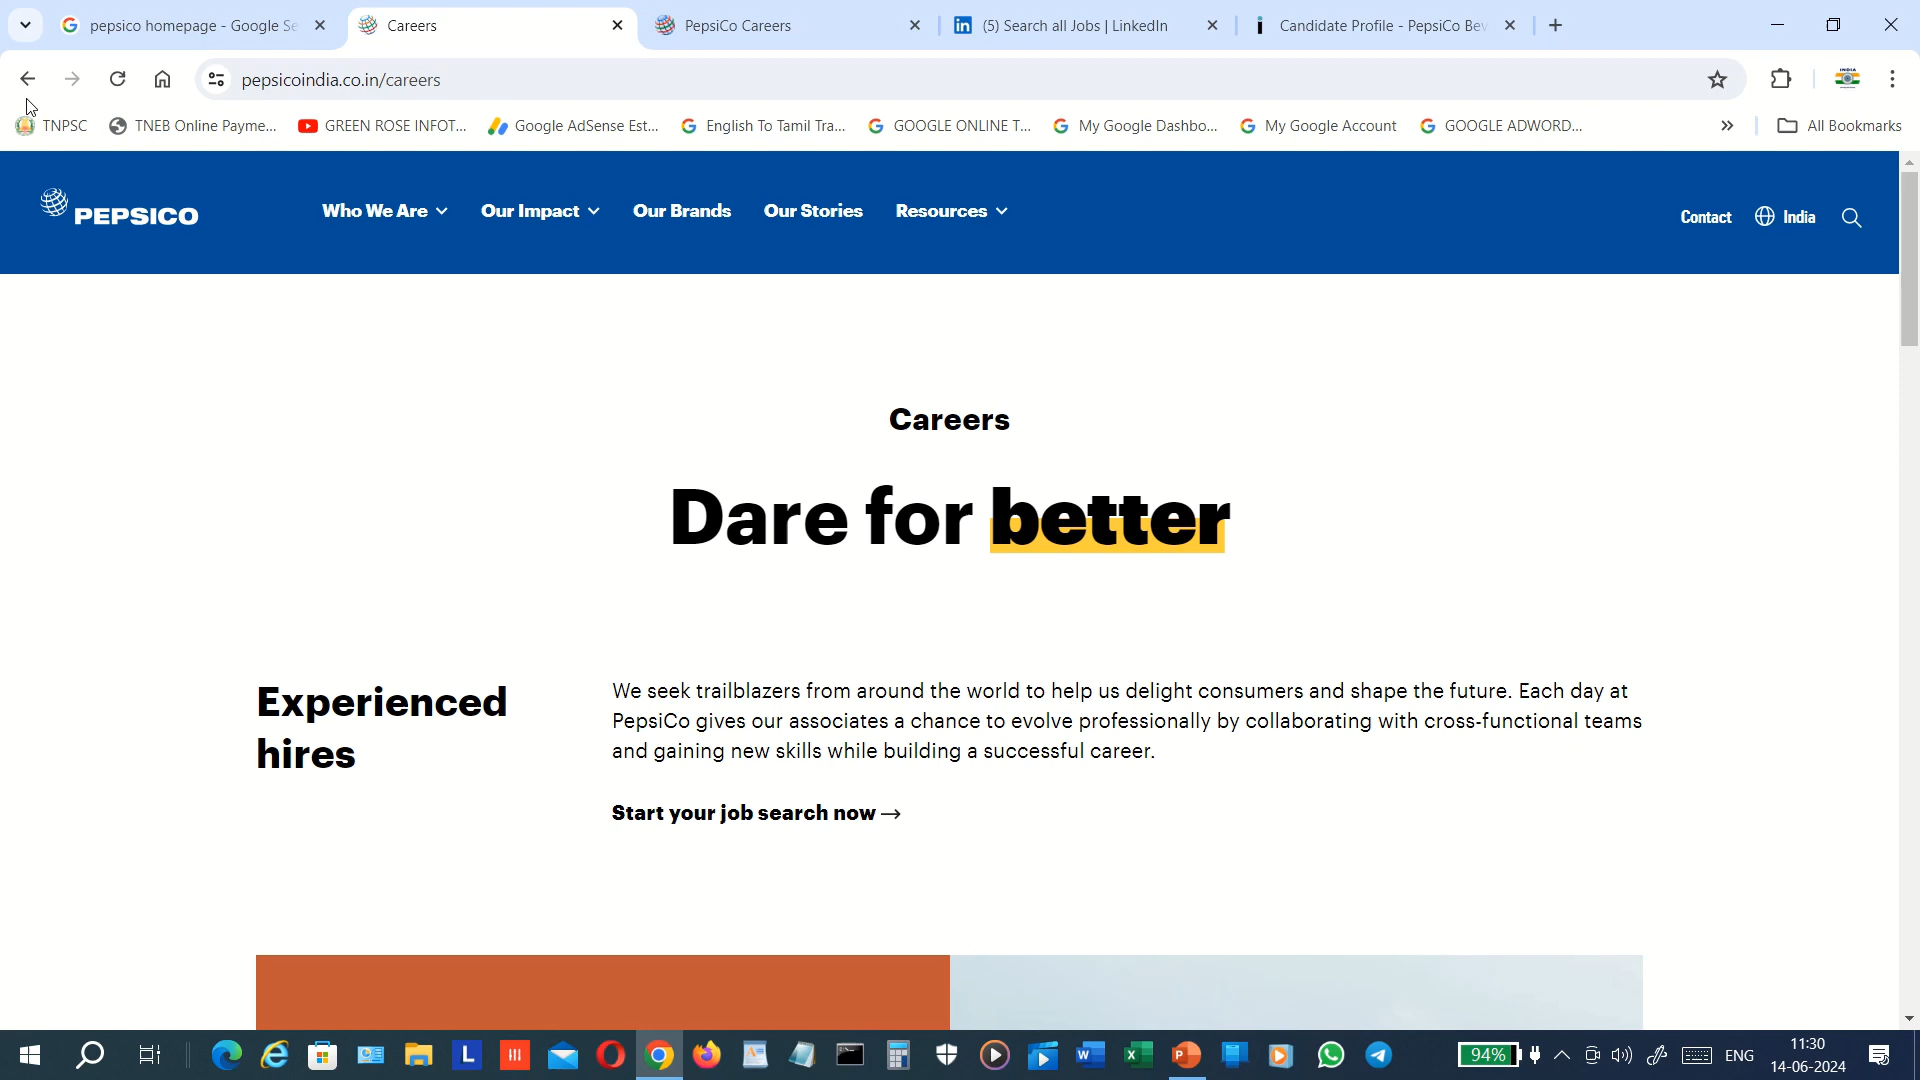 pepsico homepage - Google Se
Careers
PepsiCo Careers
(5) Search all Jobs | LinkedIn
Candidate Profile - PepsiCo Bev
pepsicoindia.co.in/careers
TNPSC
TNEB Online Payme...
GREEN ROSE INFOT...
Google AdSense Est...
English To Tamil Tra...
GOOGLE ONLINE T...
My Google Dashbo...
My Google Account
GOOGLE ADWORD...
All Bookmarks
PEPSICO
Who We Are
Our Impact
Our Brands
Our Stories
Resources
Contact
India
Careers
Dare for better
Experienced
hires
We seek trailblazers from around the world to help us delight consumers and shape the future. Each day at
PepsiCo gives our associates a chance to evolve professionally by collaborating with cross-functional teams
and gaining new skills while building a successful career.
Start your job search now
94%
ENG
11:30
14-06-2024